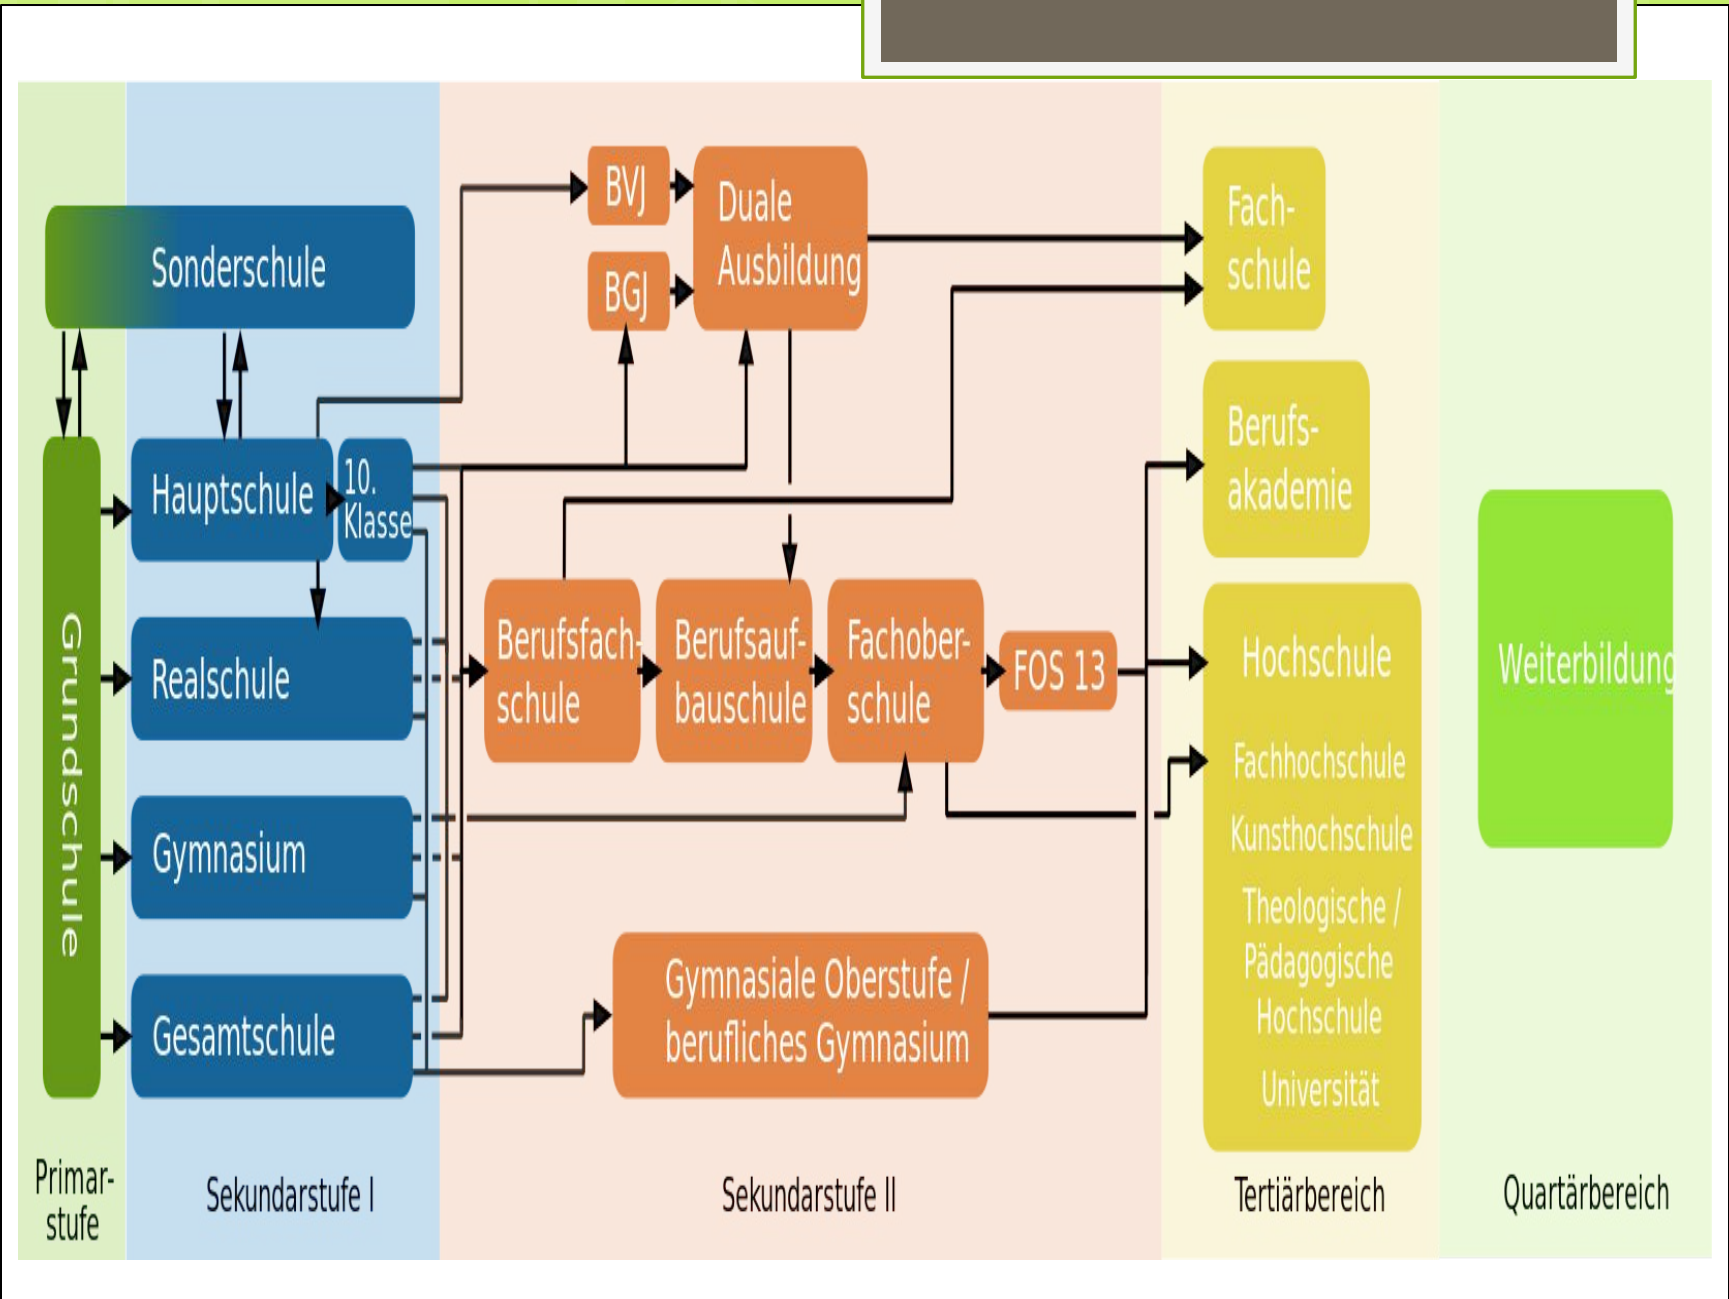 BVJ
Duale
Ausbildung
BGJ
Fach-
schule
Sonderschule
Berufs-
akademie
Hauptschule
10.
Klasse
Grundschule
Realschule
Berufsfach-
schule
Berufsauf-
bauschule
Fachober-
schule
FOS 13
Hochschule
Fachhochschule
Kunsthochschule
Theologische /
Pädagogische
Hochschule
Universität
Weiterbildung
Gymnasium
Gesamtschule
Gymnasiale Oberstufe /
berufliches Gymnasium
Primar-
stufe
Sekundarstufe I
Sekundarstufe II
Tertiärbereich
Quartärbereich